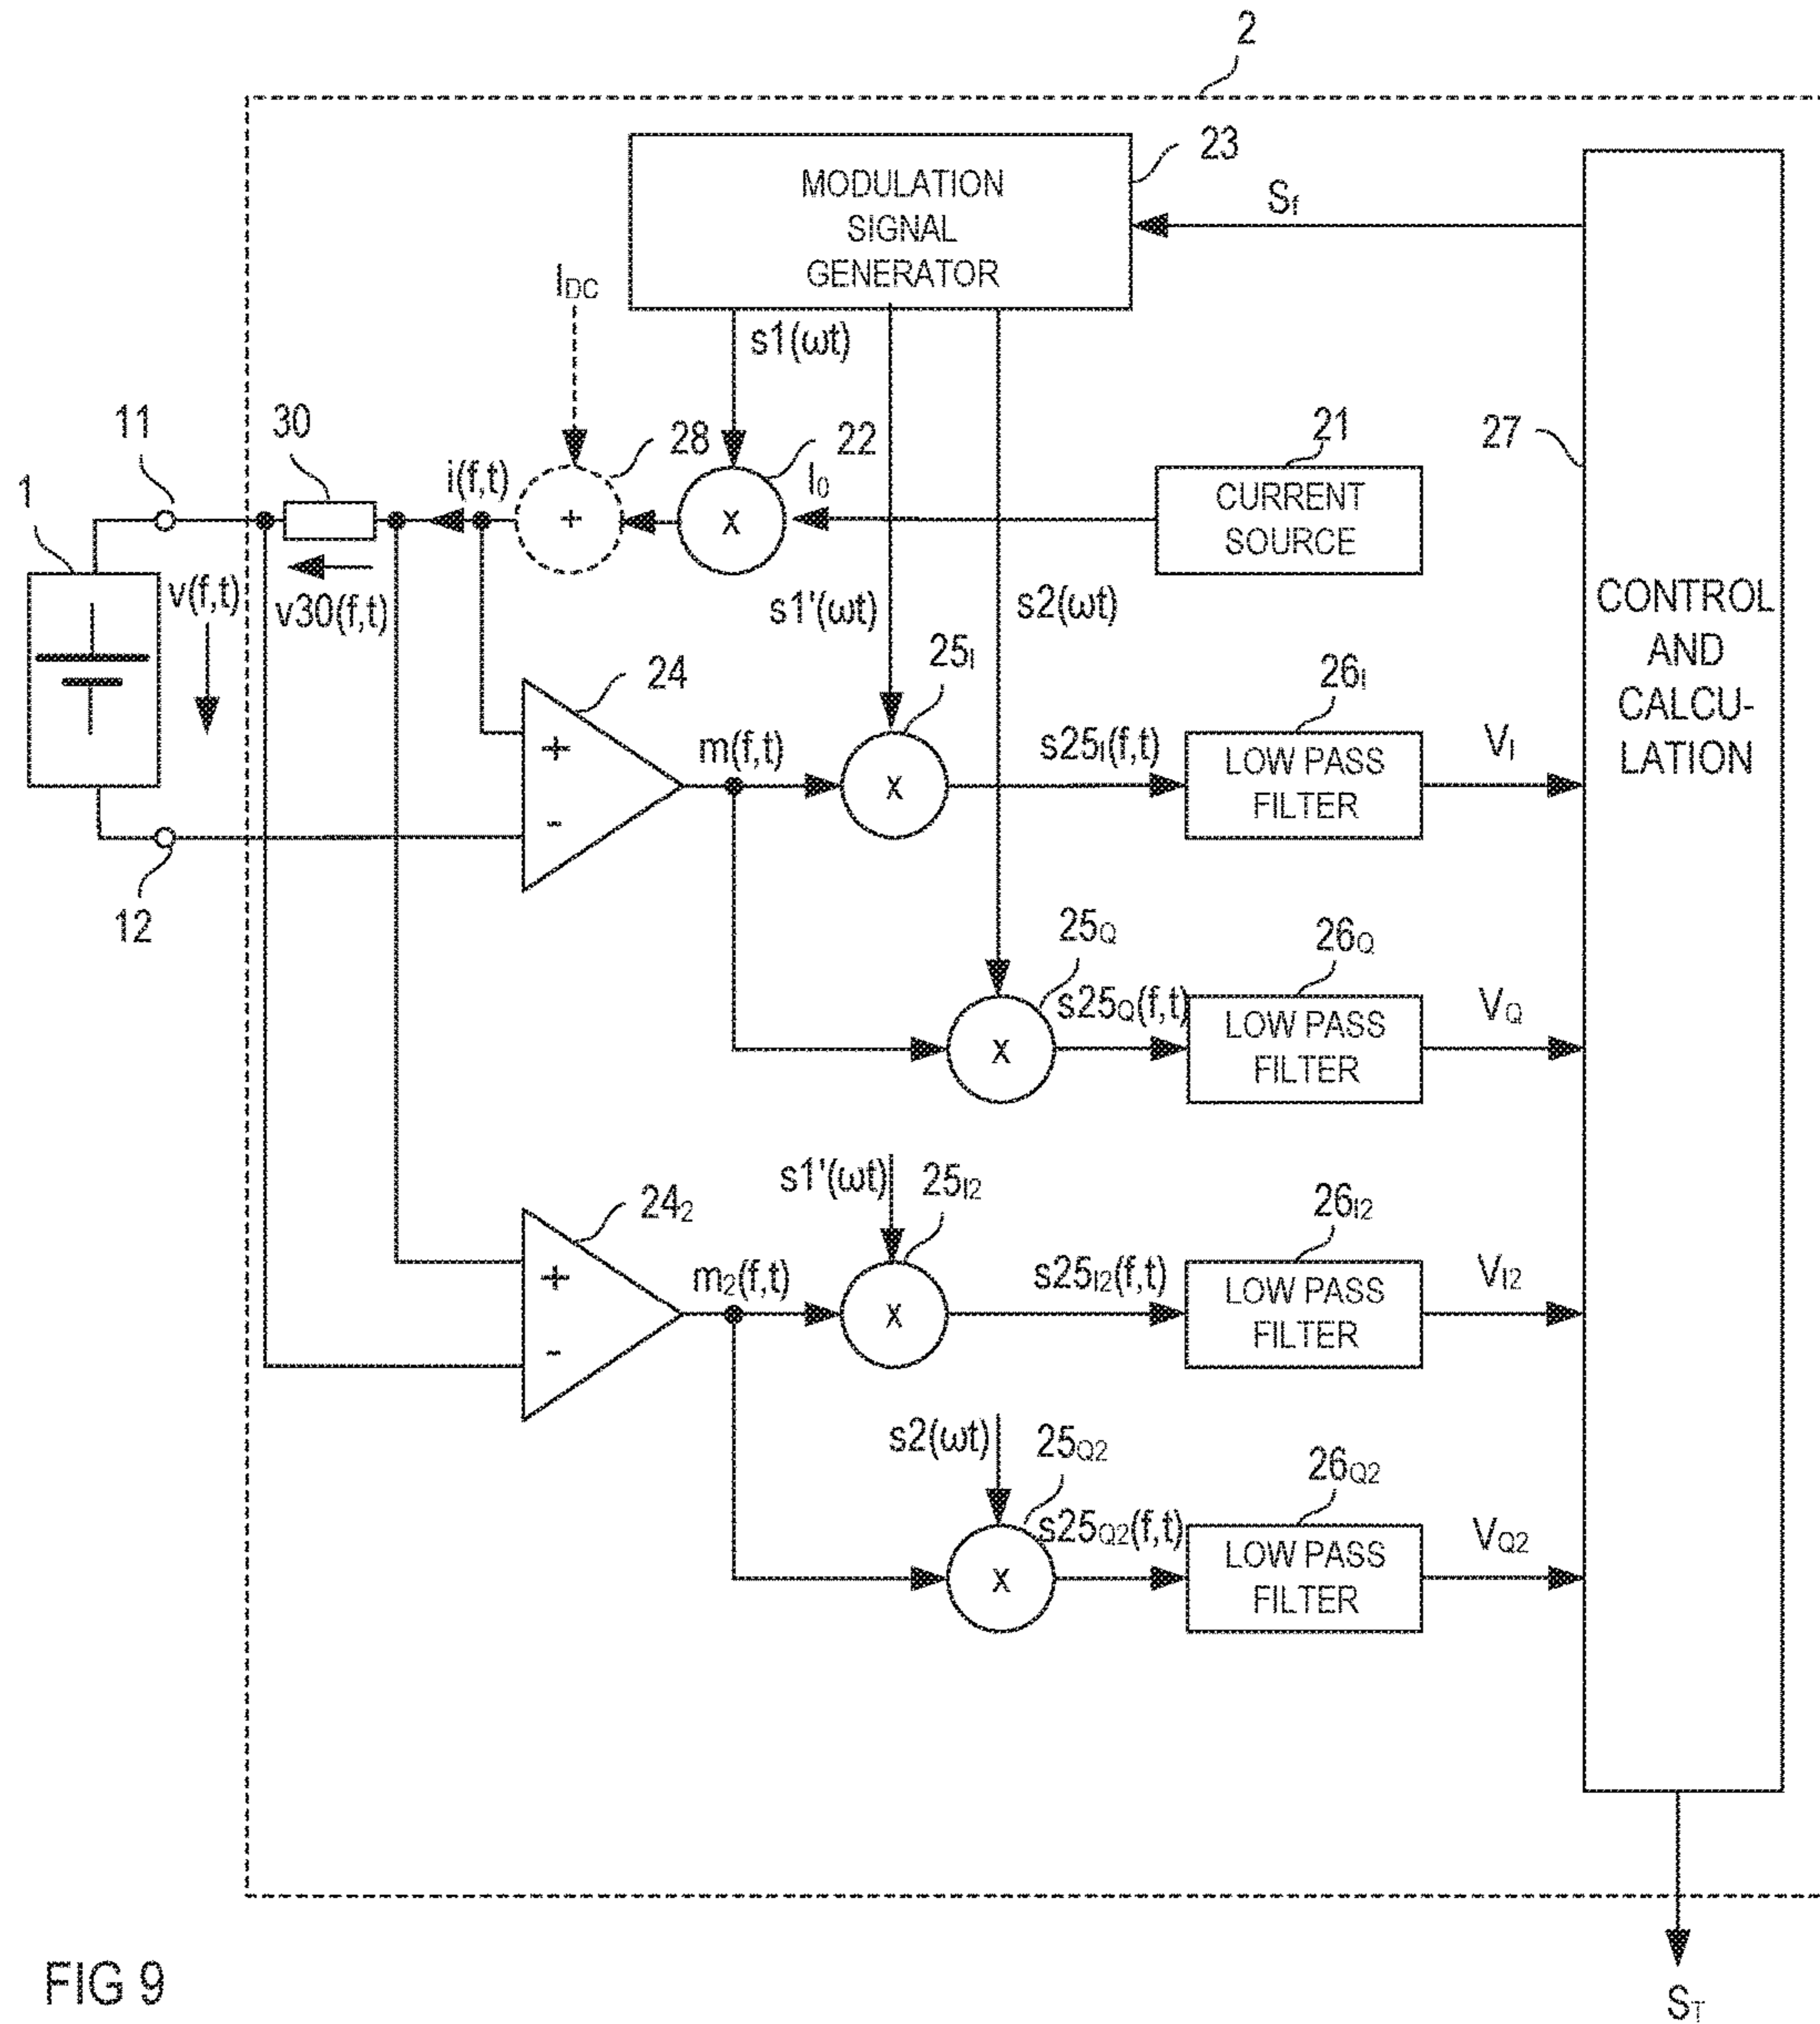 2
23
MODULATION
SIGNAL
GENERATOR
Sf
IDC
s1(ωt)
11
30
28
22
21
27
1
i(f,t)
I0
CURRENT
SOURCE
+
x
v(f,t)
v30(f,t)
s1'(ωt)
s2(ωt)
CONTROL
AND
CALCU-
LATION
24
25I
26I
+
-
m(f,t)
x
s25I(f,t)
LOW PASS
FILTER
VI
12
25Q
26Q
s25Q(f,t)
x
LOW PASS
FILTER
VQ
s1'(ωt)
25I2
26I2
242
+
-
m2(f,t)
x
s25I2(f,t)
LOW PASS
FILTER
VI2
s2(ωt)
25Q2
26Q2
s25Q2(f,t)
x
LOW PASS
FILTER
VQ2
FIG 9
ST